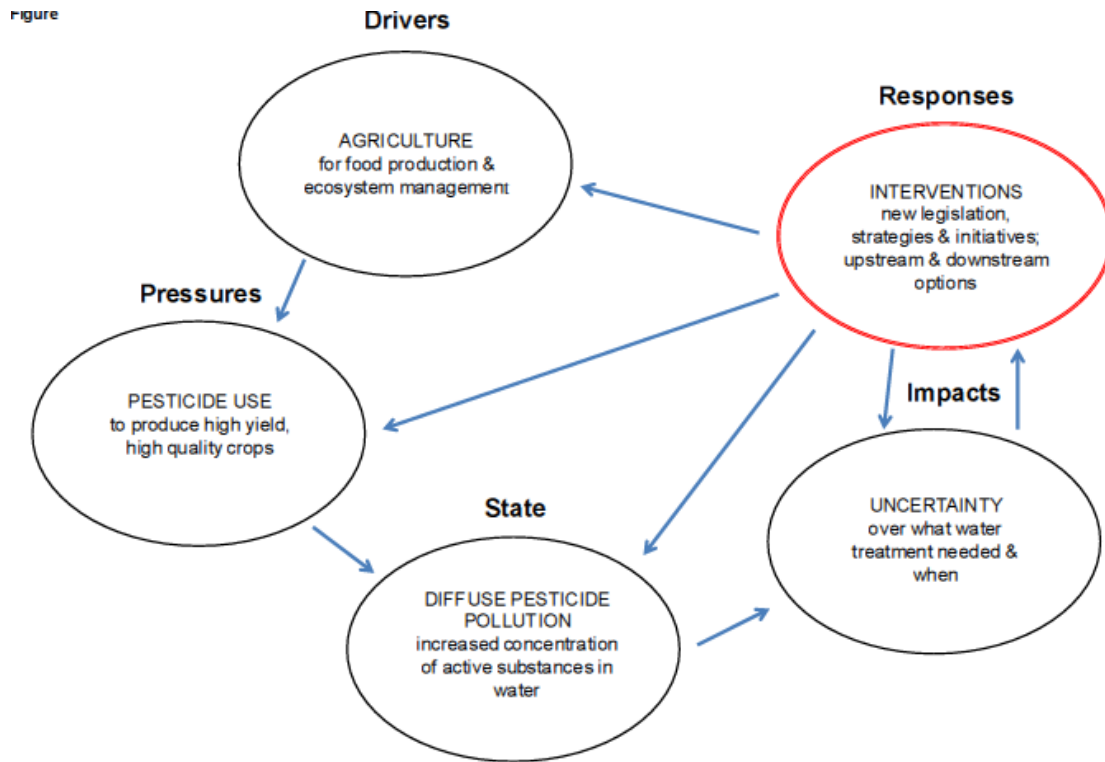 Figure
Drivers
AGRICULTURE
for food production &
ecosystem management
Responses
INTERVENTIONS
new legislation,
strategies & initiatives;
upstream & downstream
options
Pressures
PESTICIDE USE
to produce high yield,
high quality crops
Impacts
UNCERTAINTY
over what water
treatment needed &
when
State
DIFFUSE PESTICIDE
POLLUTION
increased concentration
of active substances in
water